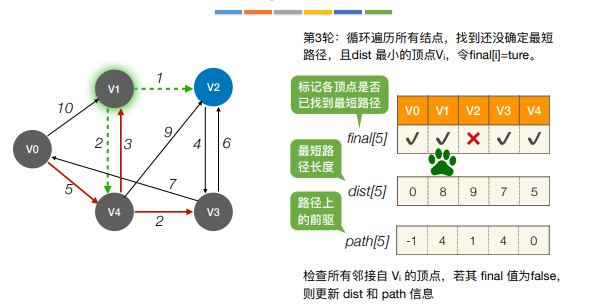 第3轮：循环遍历所有结点，找到还没确定最短
路径，且dist 最小的顶点Vi，令final[i]=ture。
标记各顶点是否
已找到最短路径
V0 V1 V2 V3 V4
final[5] ✓ ✓ ✗ ✓ ✓
最短路
径长度
dist[5] 0 8 9 7 5
路径上
的前驱
path[5] -1 4 1 4 0
检查所有邻接自 Vi 的顶点，若其 final 值为false，
则更新 dist 和 path 信息
V1 1 V2
10
2 3 9 4 6
V0
5 7
V4 2 V3